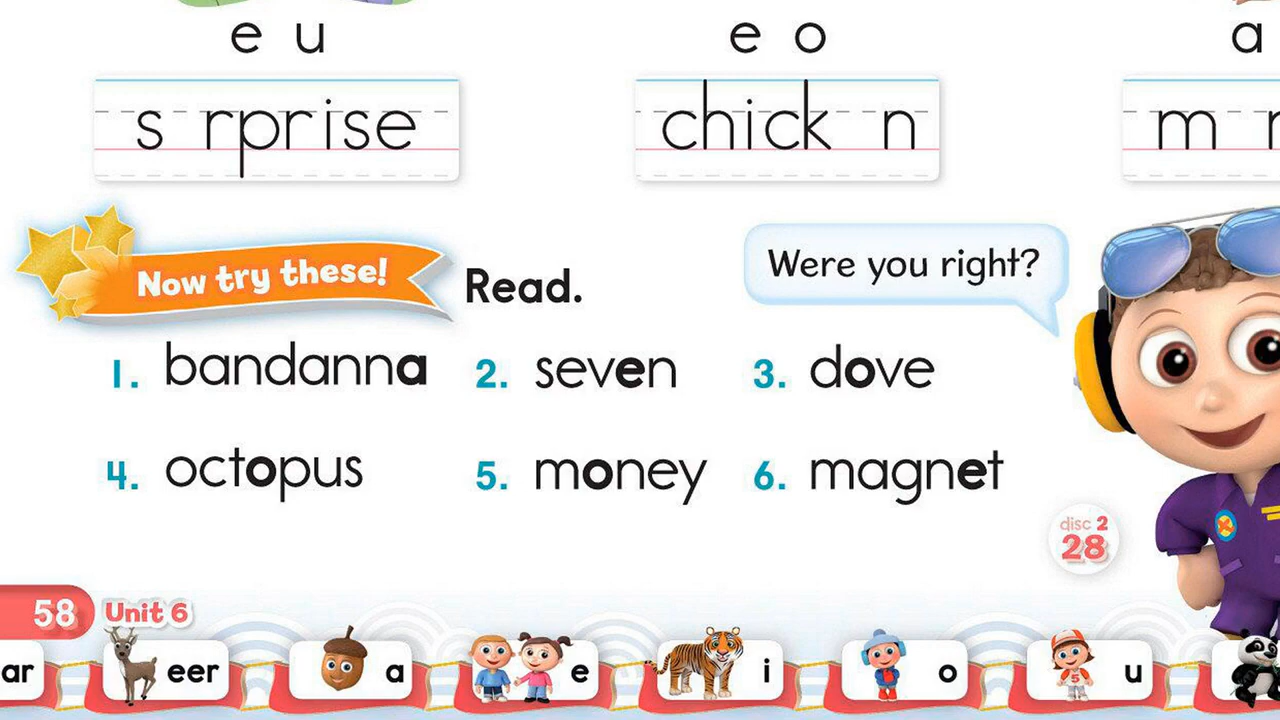 e u
e o
a
s rprise
chick n
m r
Now try these!
Read.
Were you right?
1. bandanna
2. seven
3. dove
4. octopus
5. money
6. magnet
disc 2
28
58 Unit 6
ar
eer
a
e
i
o
5
u